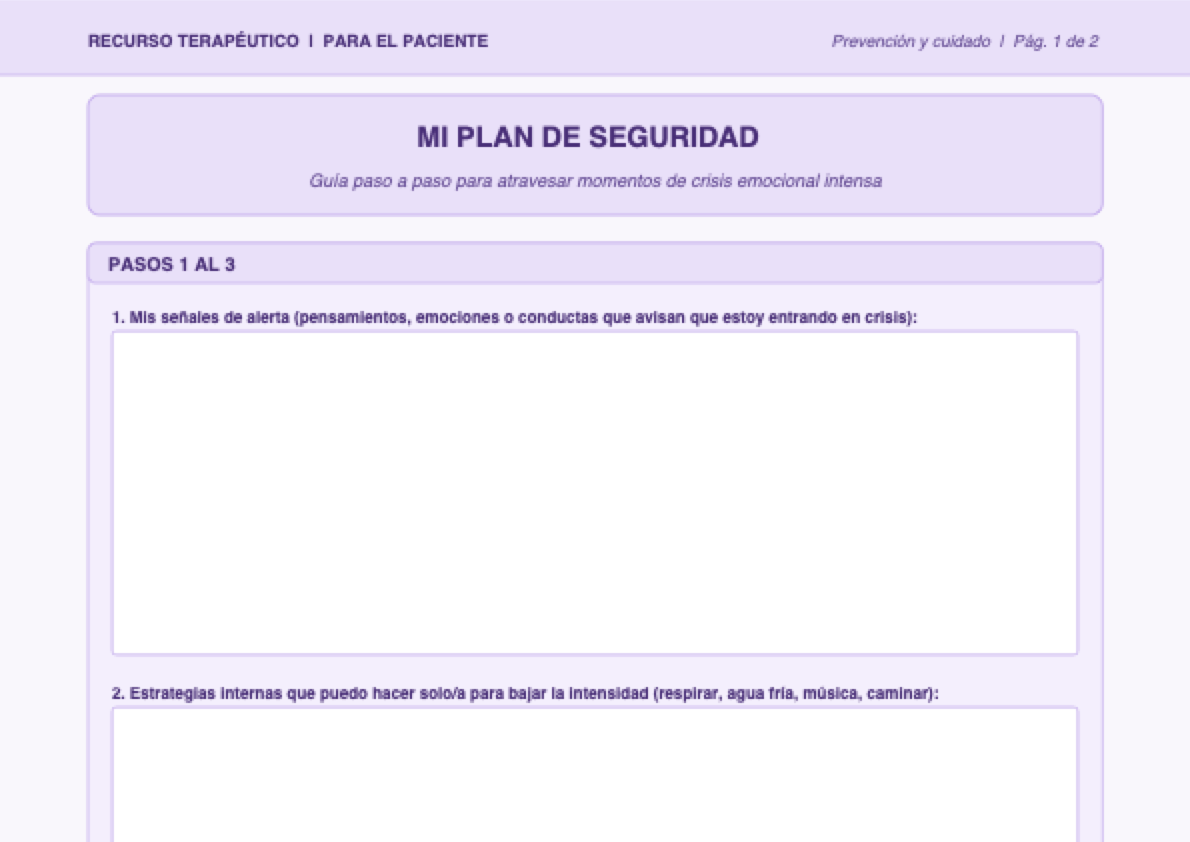 RECURSO TERAPÉUTICO | PARA EL PACIENTE
Prevención y cuidado | Pág. 1 de 2
MI PLAN DE SEGURIDAD
Guía paso a paso para atravesar momentos de crisis emocional intensa
PASOS 1 AL 3
1. Mis señales de alerta (pensamientos, emociones o conductas que avisan que estoy entrando en crisis):
2. Estrategias internas que puedo hacer solo/a para bajar la intensidad (respirar, agua fría, música, caminar):